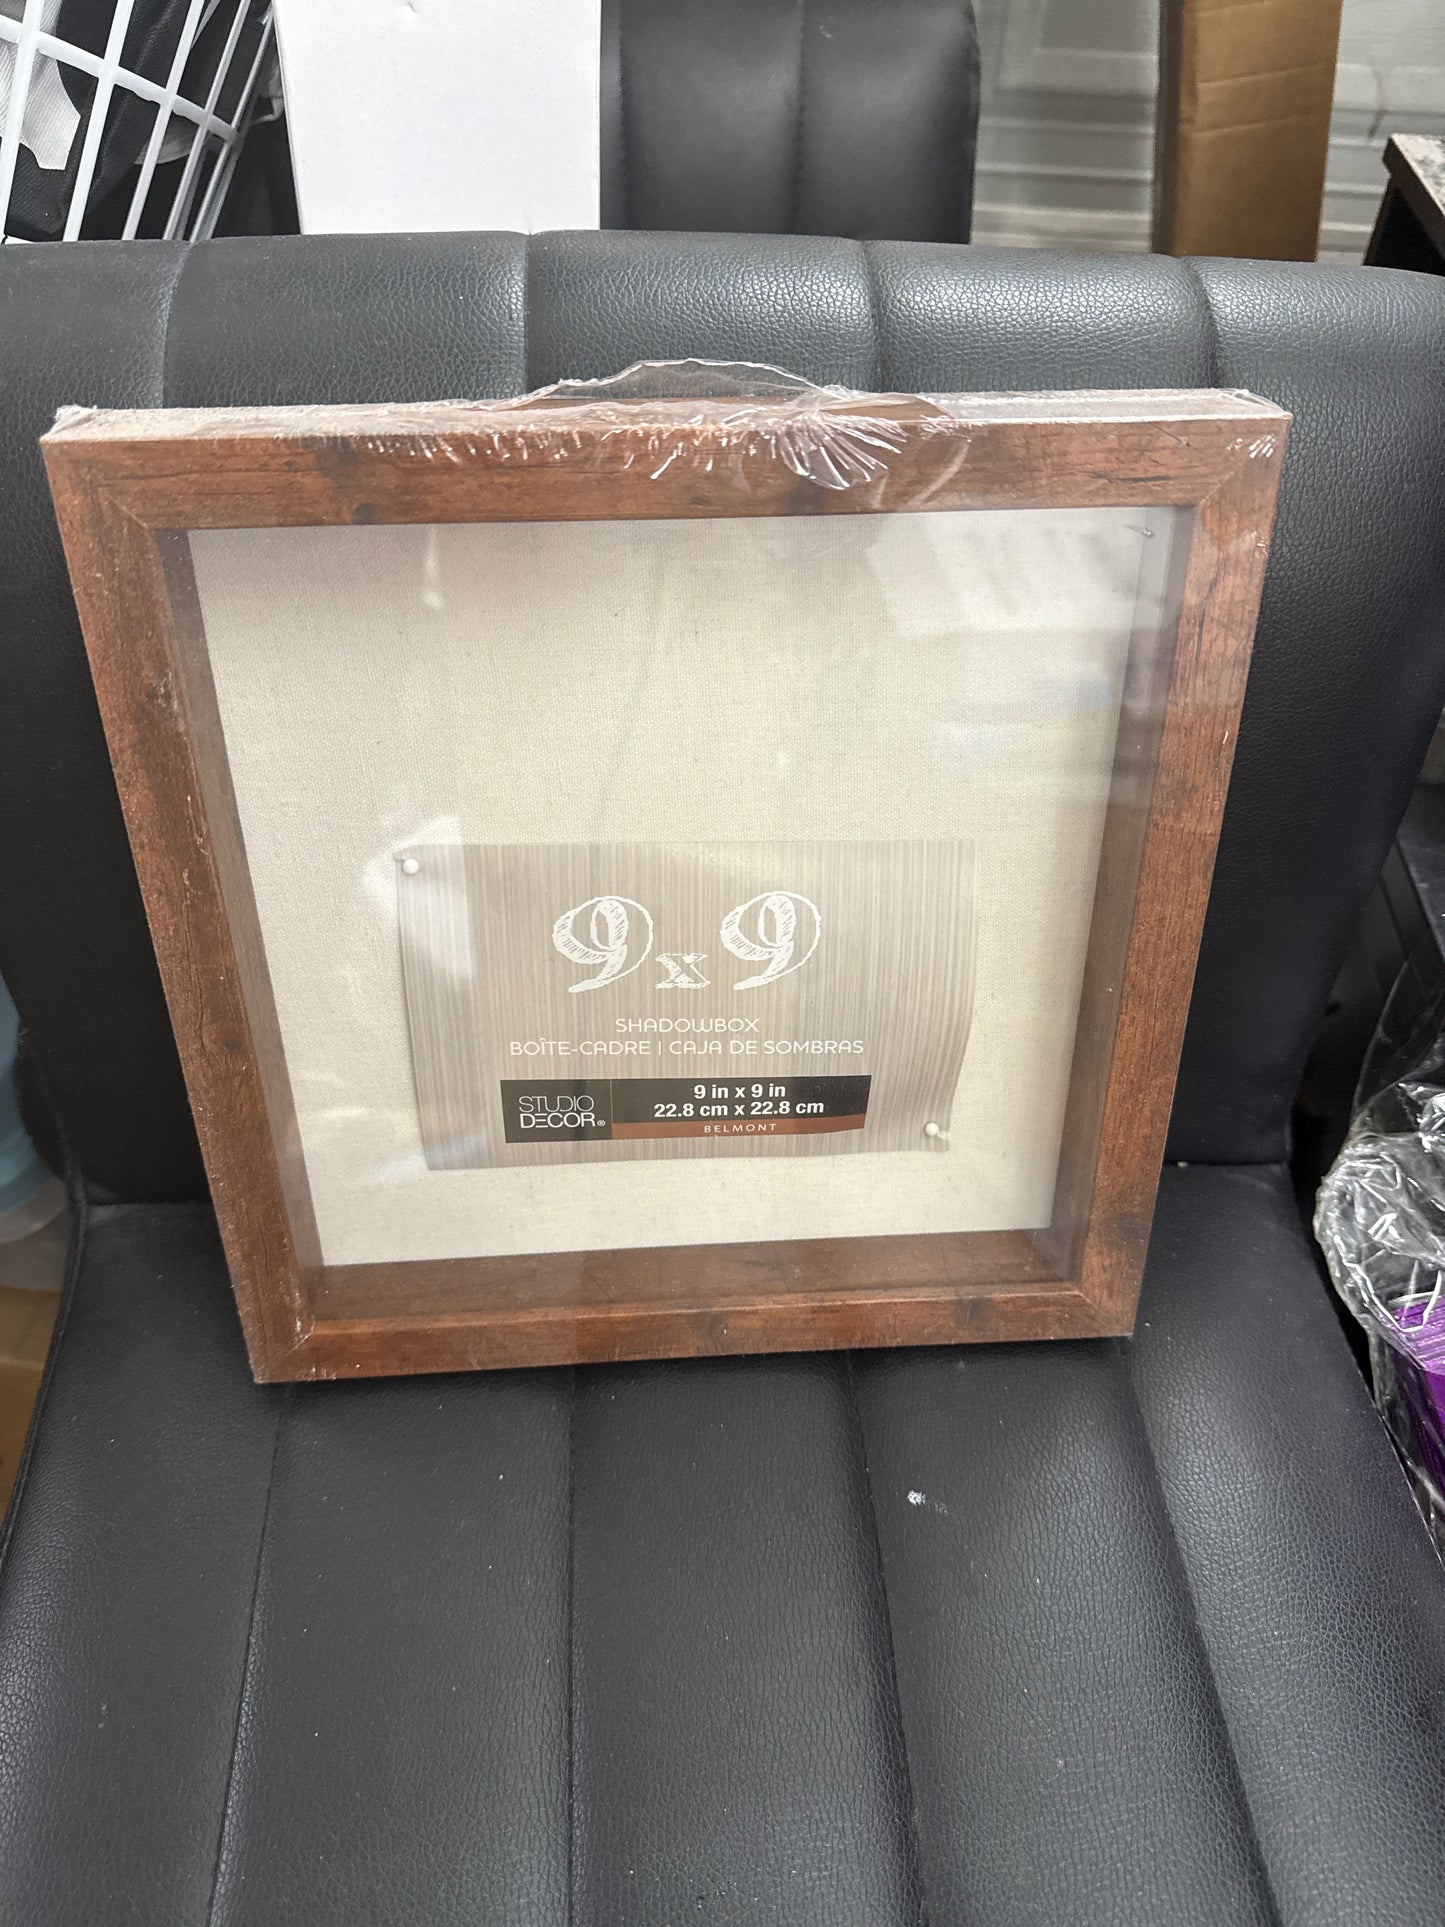 9x9
SHADOWBOX
BOÎTE-CADRE | CAJA DE SOMBRAS
STUDIO
DECOR®
9 in x 9 in
22.8 cm x 22.8 cm
BELMONT